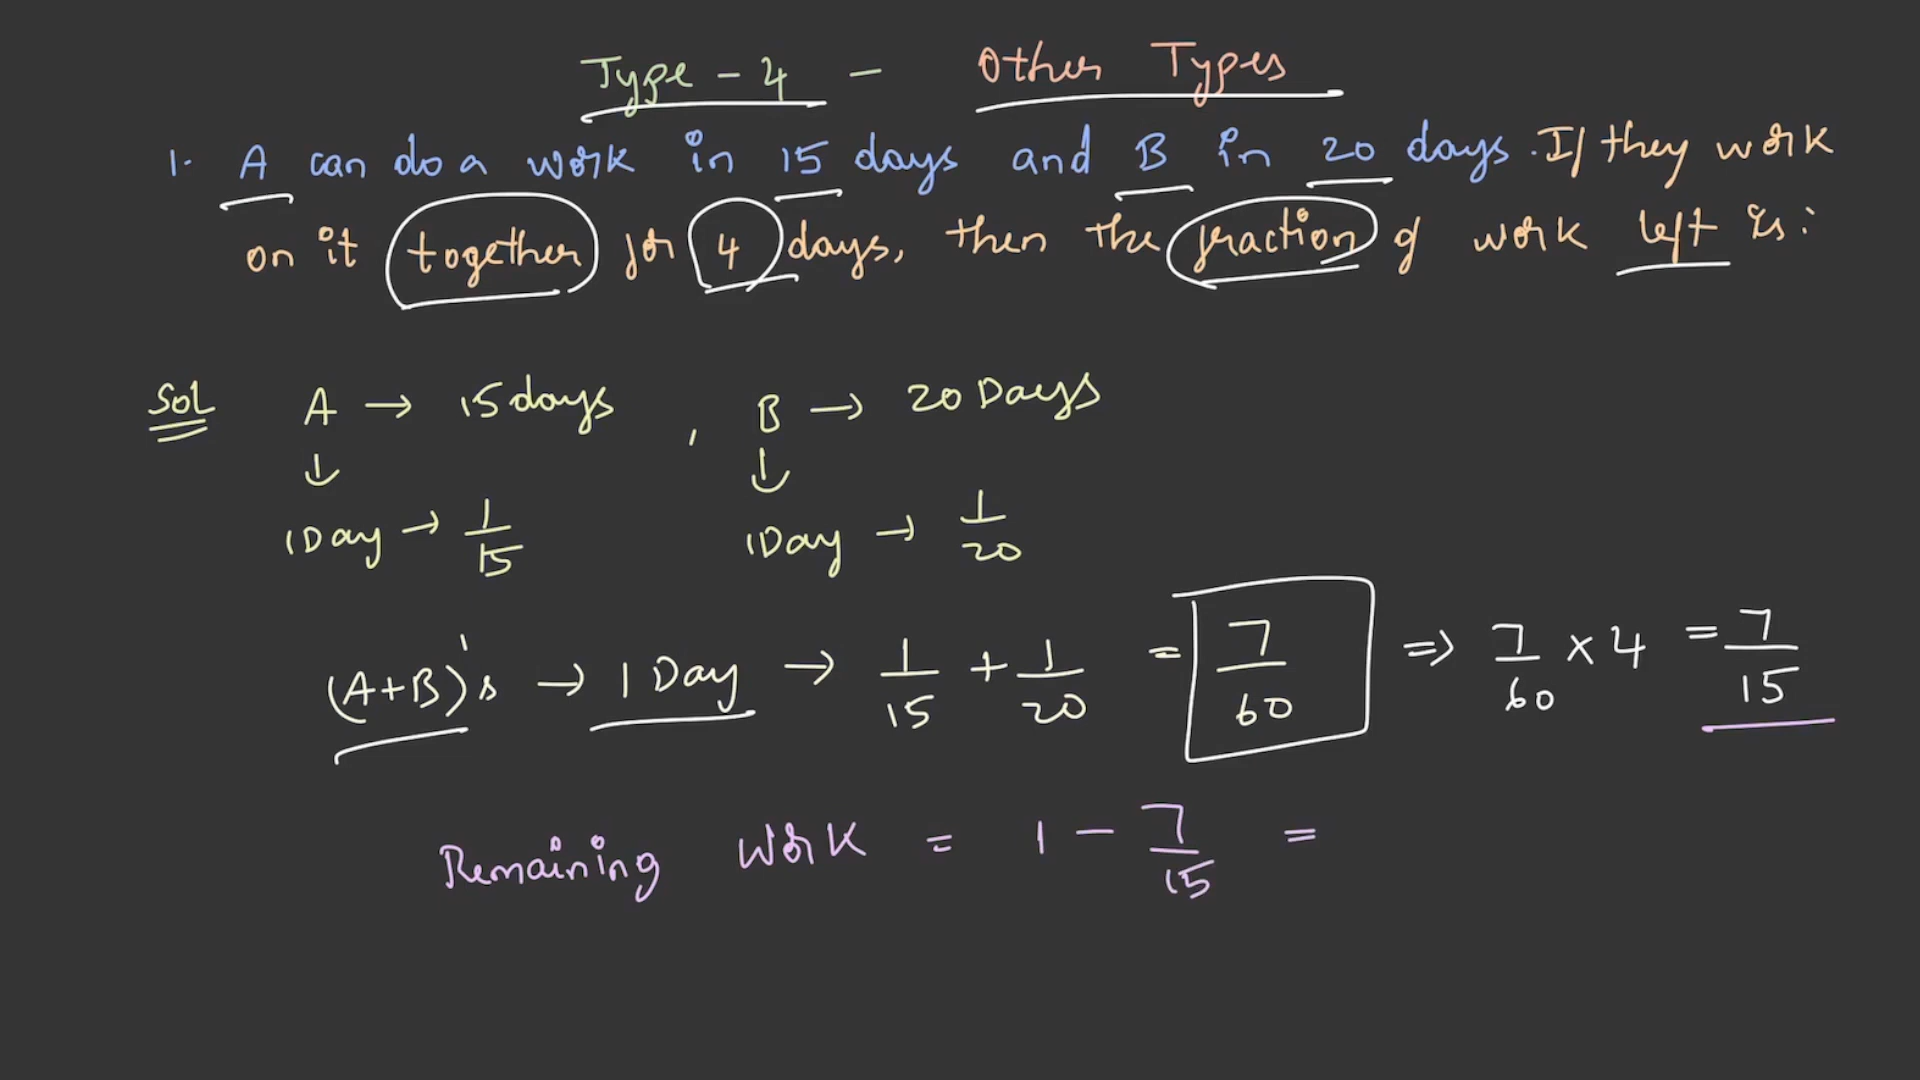 Type - 4 - Other Types
1. A can do a work in 15 days and B in 20 days. If they work
on it together for 4 days, then the fraction of work left is:
Sol A → 15 days , B → 20 Days
↓ ↓
1 Day → 1/15 1 Day → 1/20
(A+B)'s → 1 Day → 1/15 + 1/20 = 7/60 ⇒ 7/60 × 4 = 7/15
Remaining Work = 1 - 7/15 =